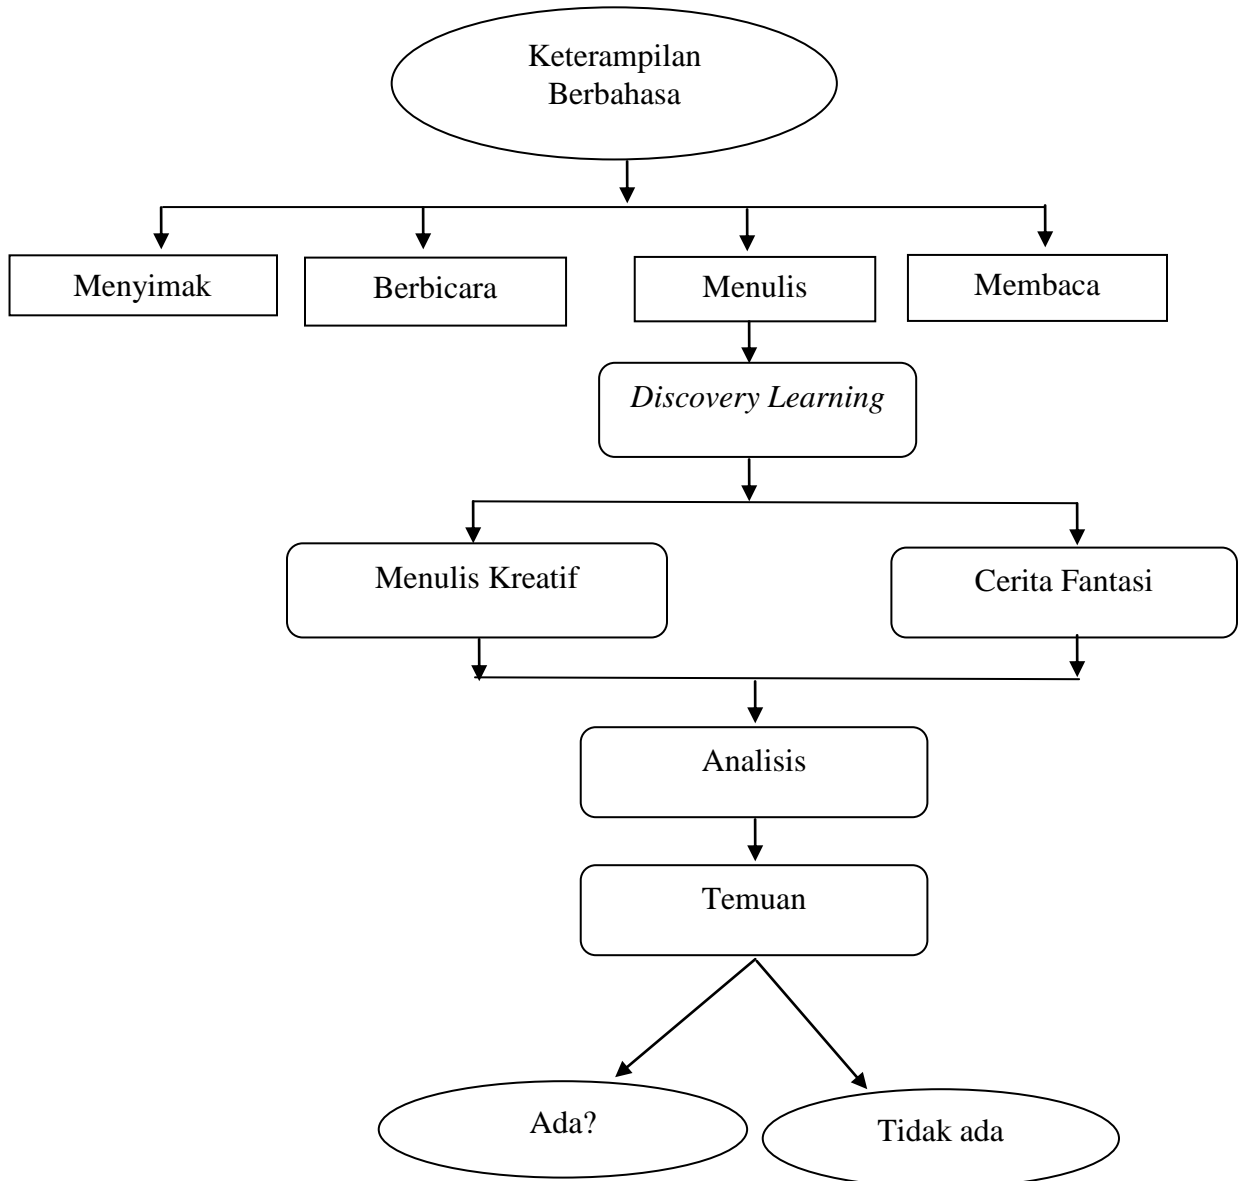 Keterampilan
Berbahasa
Menyimak
Berbicara
Menulis
Membaca
Discovery Learning
Menulis Kreatif
Cerita Fantasi
Analisis
Temuan
Ada?
Tidak ada